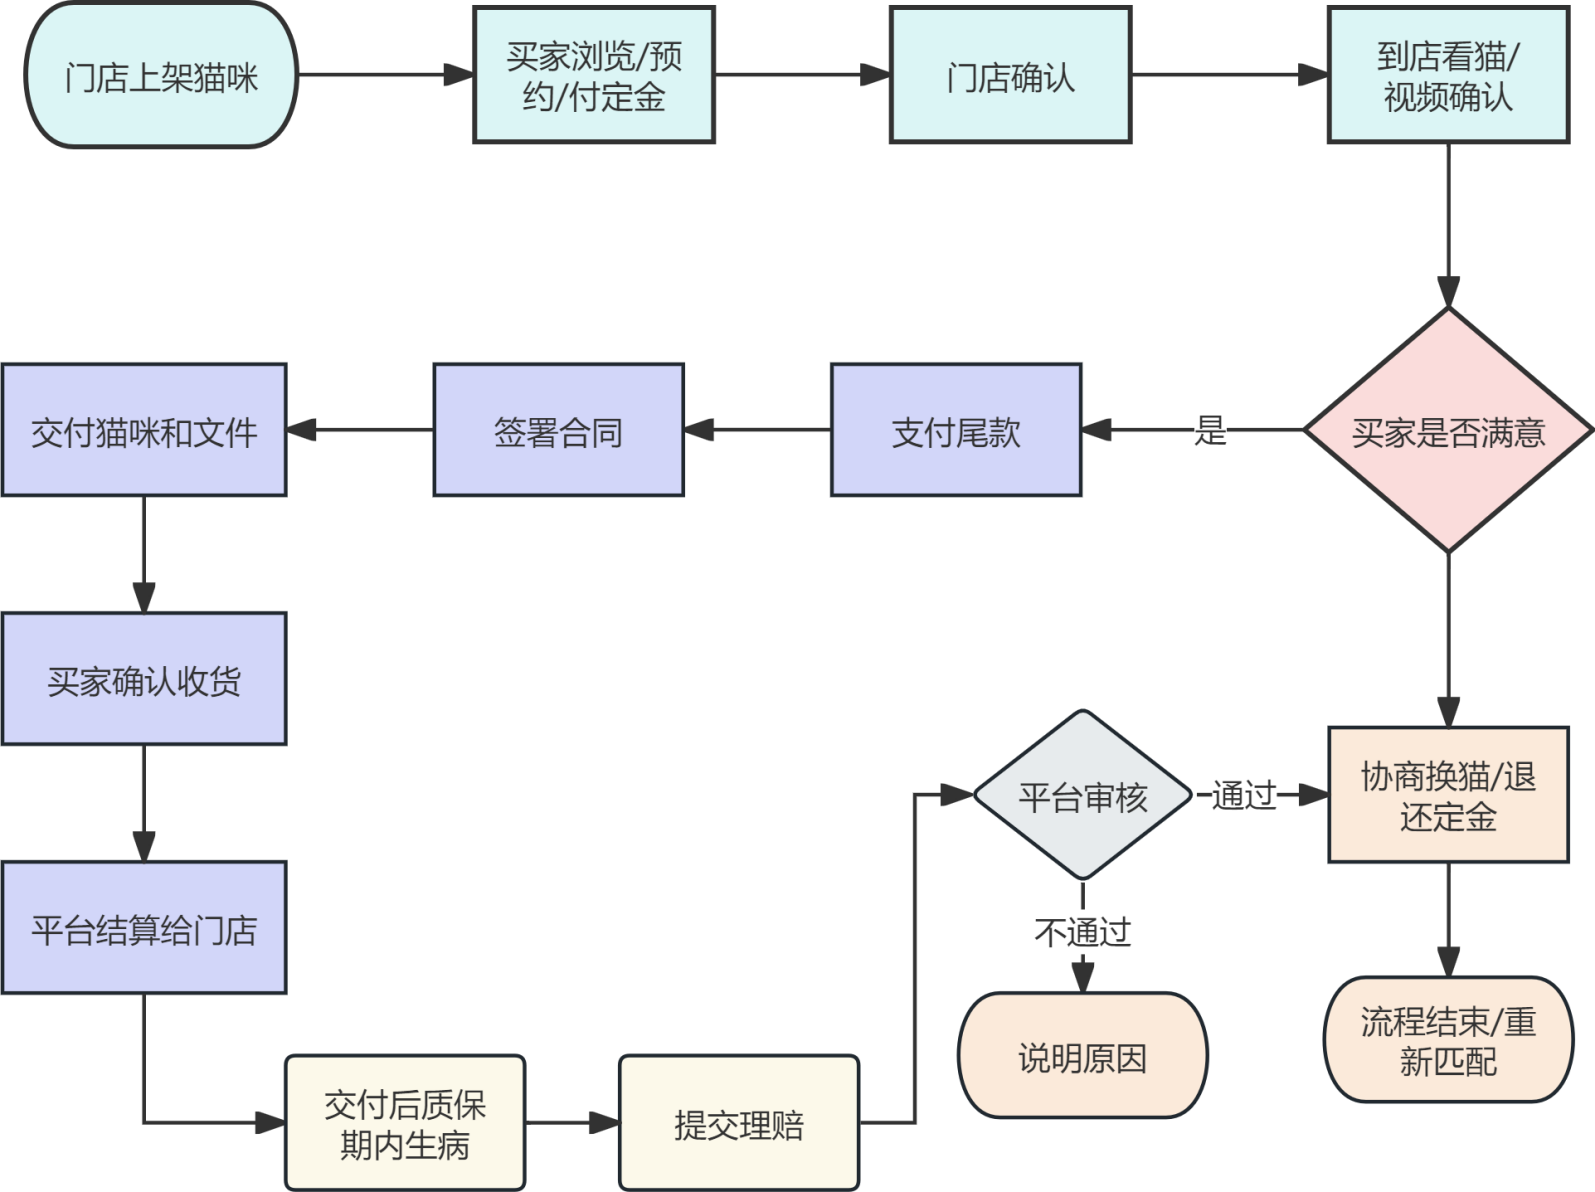 门店上架猫咪
买家浏览/预
约/付定金
门店确认
到店看猫/
视频确认
买家是否满意
是
支付尾款
签署合同
交付猫咪和文件
买家确认收货
平台结算给门店
交付后质保
期内生病
提交理赔
平台审核
通过
不通过
说明原因
协商换猫/退
还定金
流程结束/重
新匹配